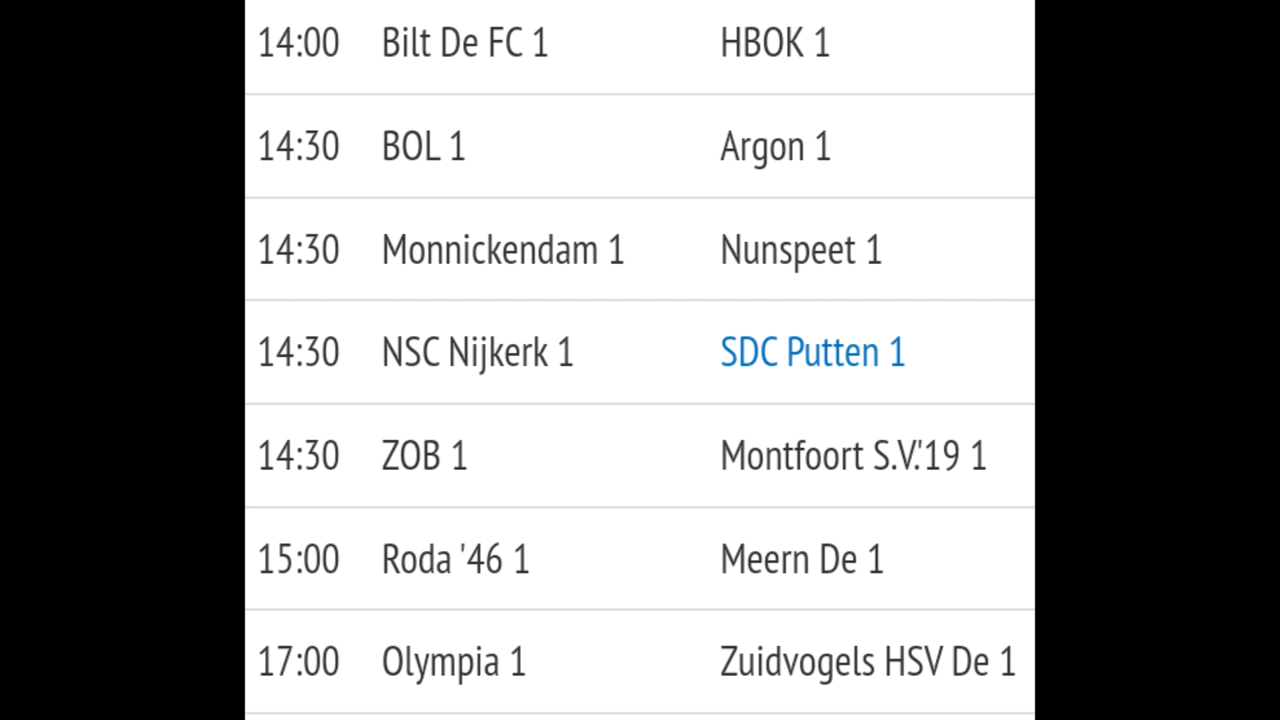 14:00 Bilt De FC 1 HBOK 1
14:30 BOL 1 Argon 1
14:30 Monnickendam 1 Nunspeet 1
14:30 NSC Nijkerk 1 SDC Putten 1
14:30 ZOB 1 Montfoort S.V.'19 1
15:00 Roda '46 1 Meern De 1
17:00 Olympia 1 Zuidvogels HSV De 1